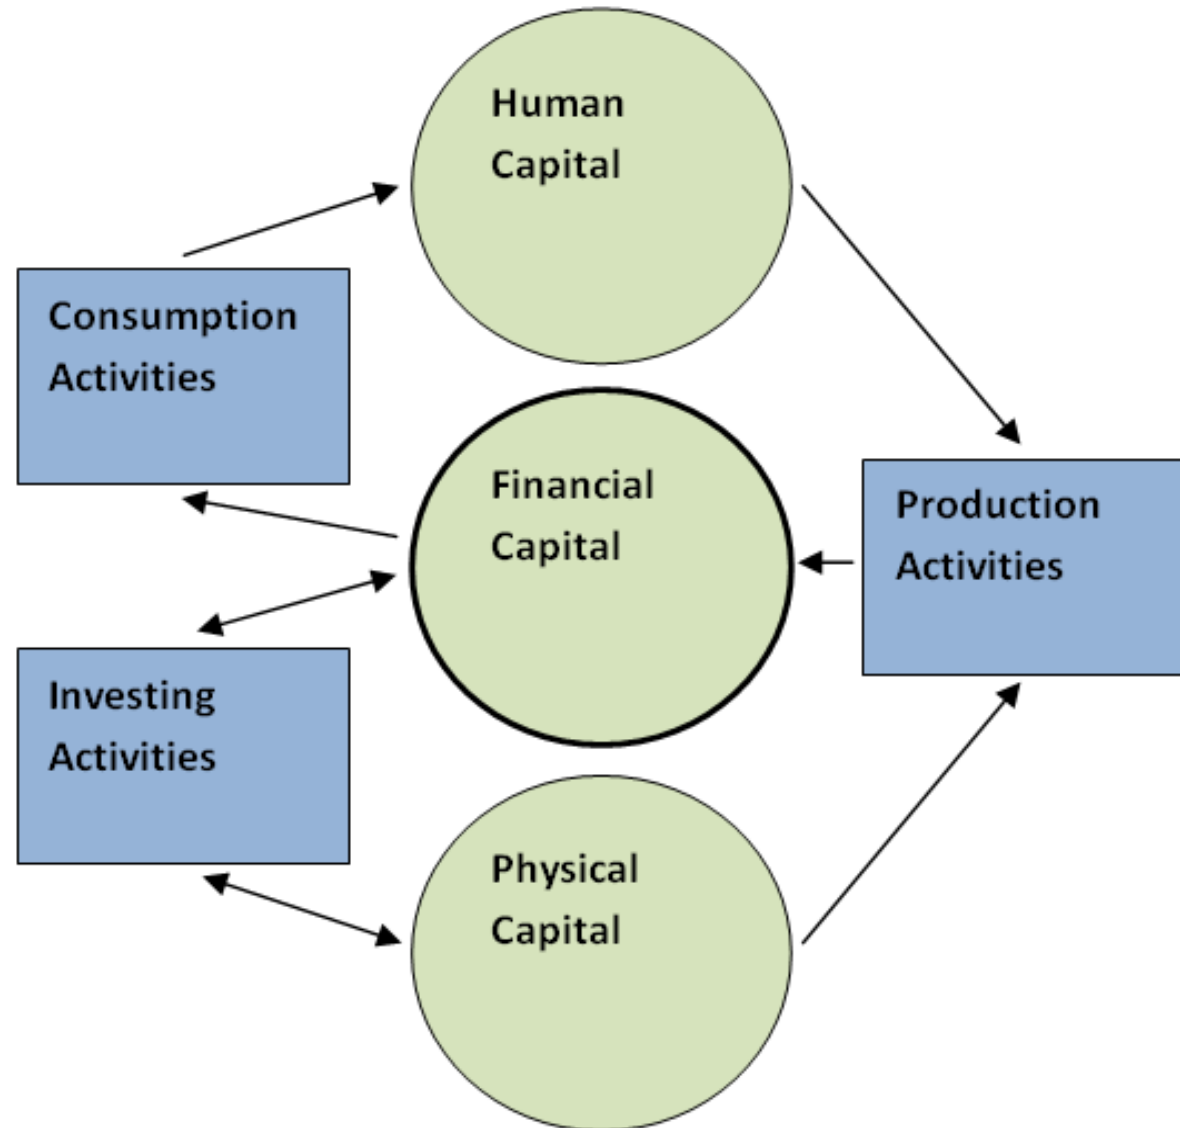 Human
Capital
Consumption
Activities
Financial
Capital
Production
Activities
Investing
Activities
Physical
Capital